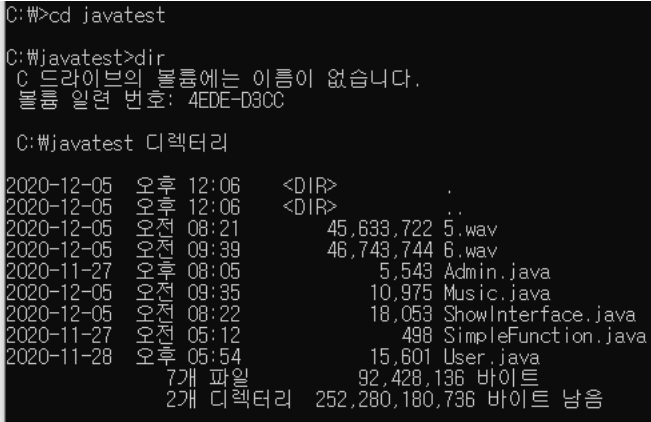 C:₩>cd javatest
C:₩javatest>dir
C 드라이브의 볼륨에는 이름이 없습니다.
볼륨 일련 번호: 4EDE-D3CC
C:₩javatest 디렉터리
2020-12-05 오후 12:06 <DIR> .
2020-12-05 오후 12:06 <DIR> ..
2020-12-05 오전 08:21 45,633,722 5.wav
2020-12-05 오전 09:39 46,743,744 6.wav
2020-11-27 오후 08:05 5,543 Admin.java
2020-12-05 오전 09:35 10,975 Music.java
2020-12-05 오전 08:22 18,053 ShowInterface.java
2020-11-27 오전 05:12 498 SimpleFunction.java
2020-11-28 오후 05:54 15,601 User.java
7개 파일 92,428,136 바이트
2개 디렉터리 252,280,180,736 바이트 남음